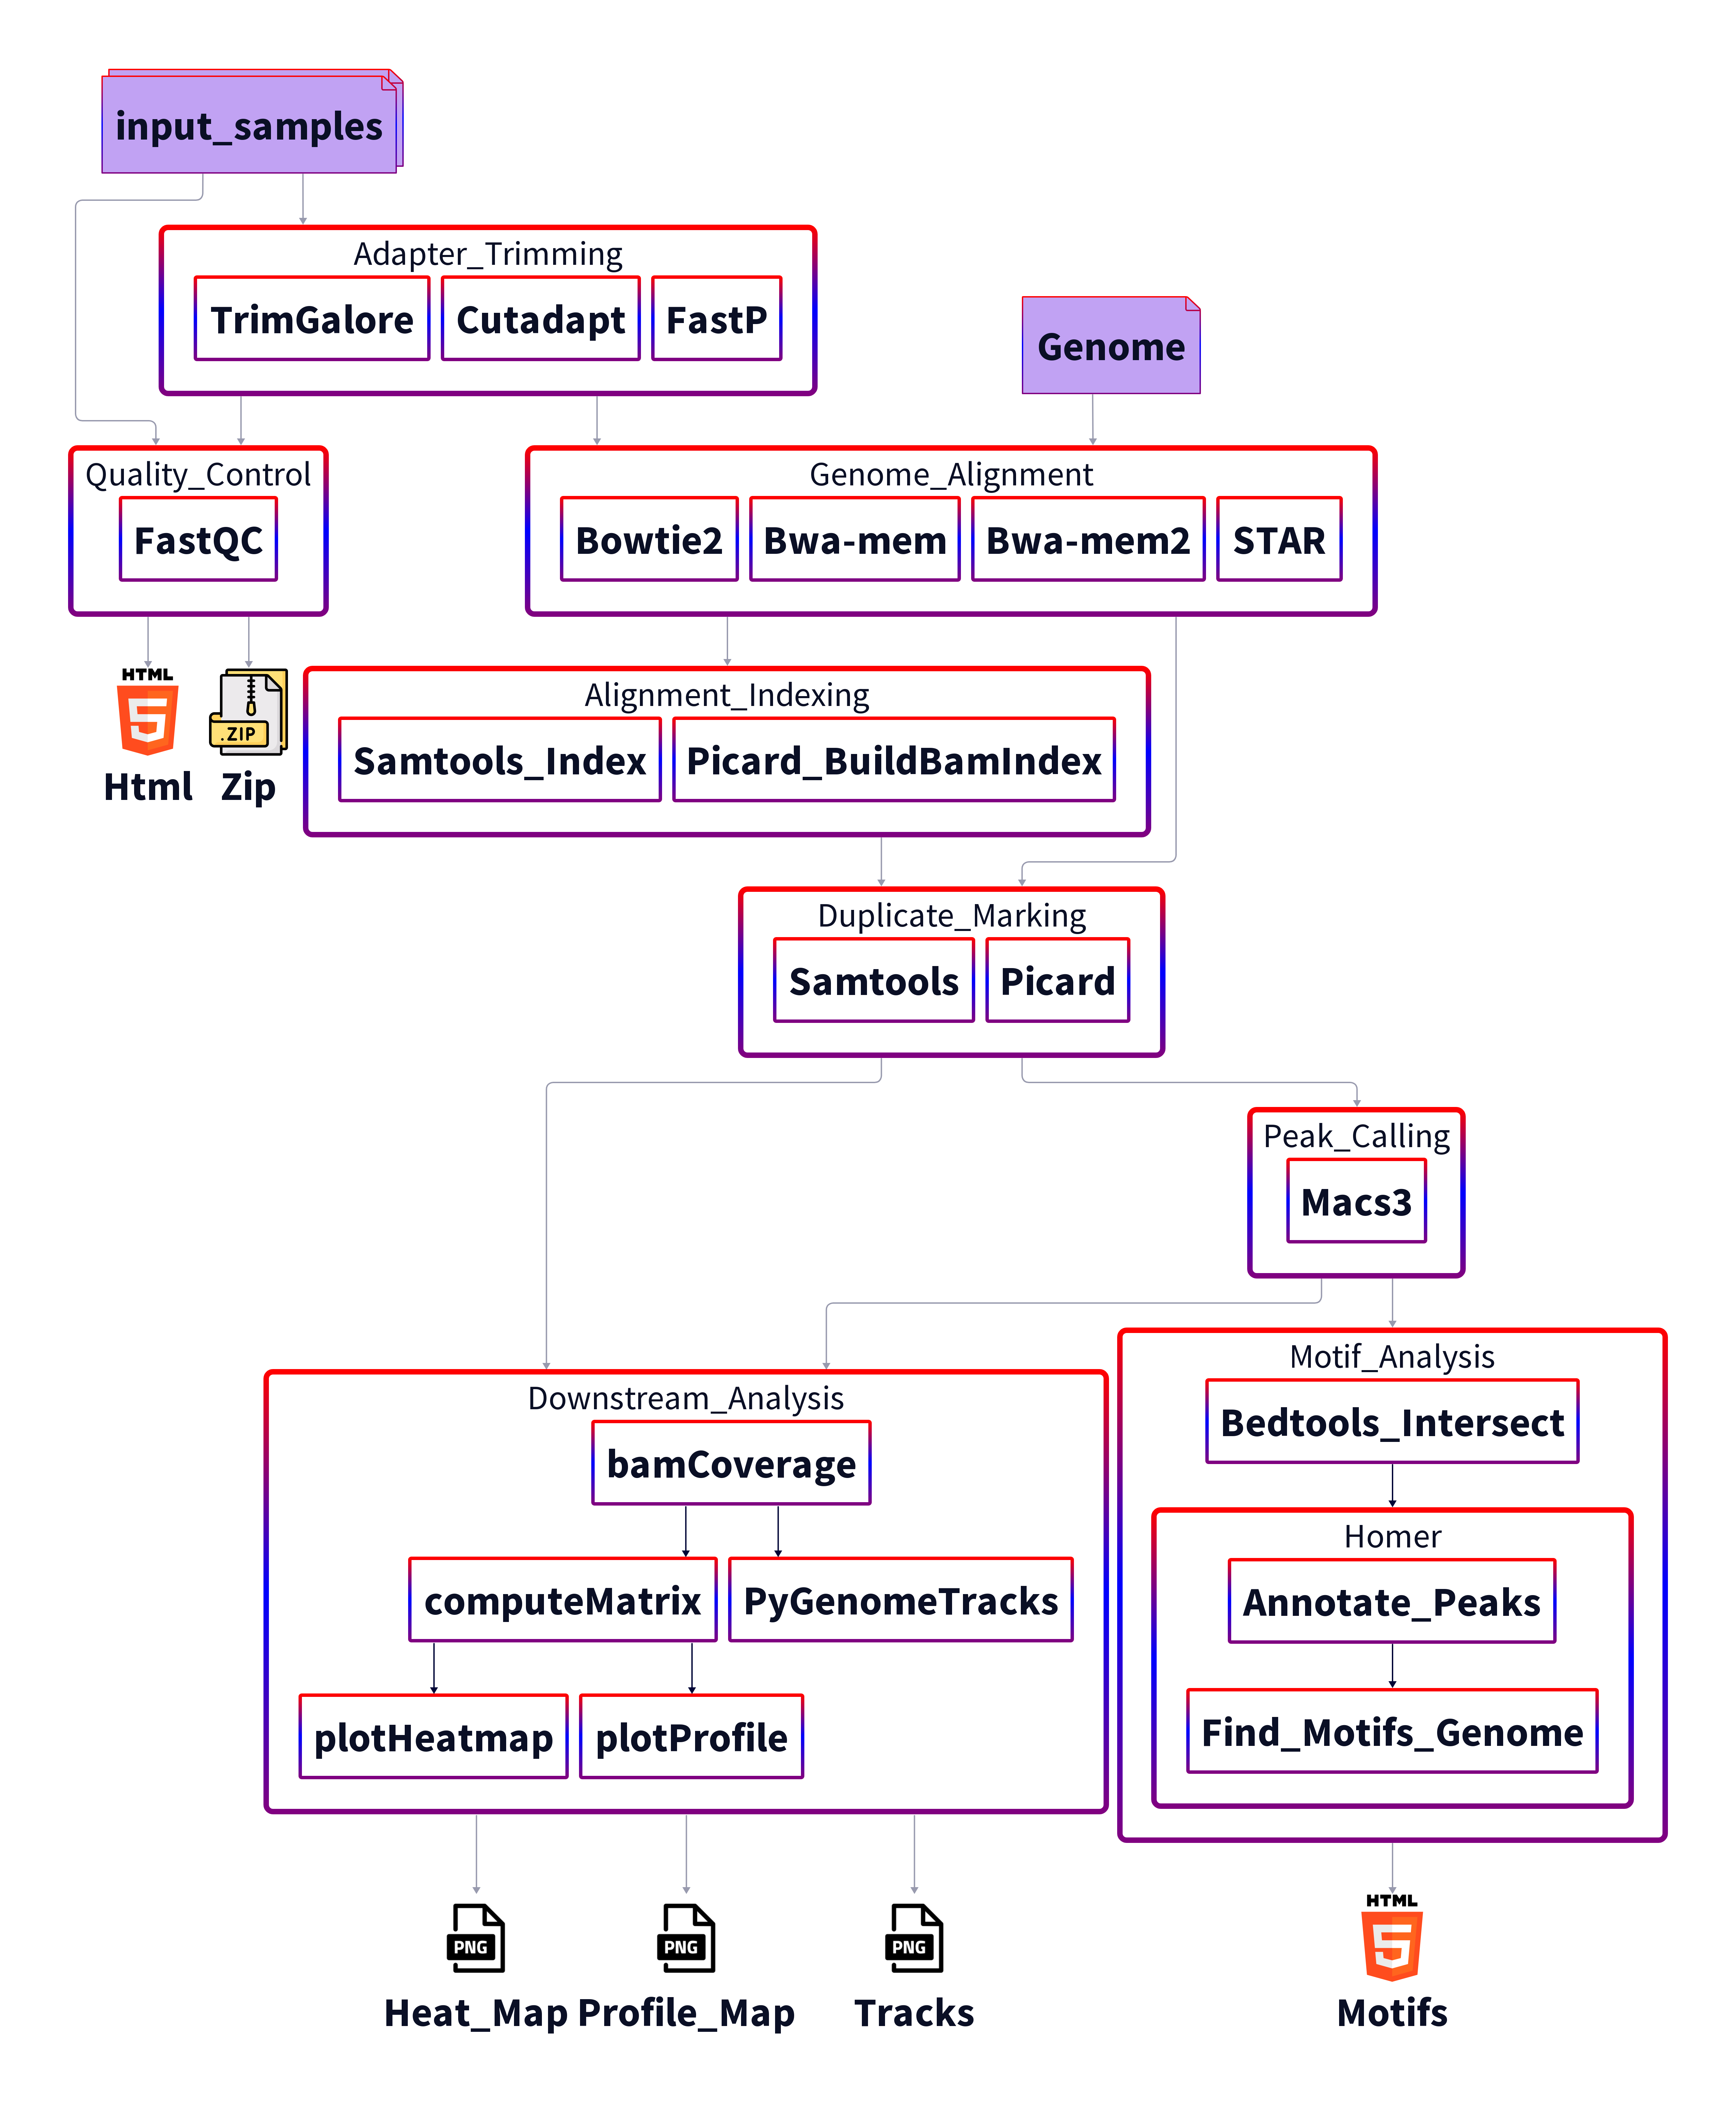 input_samples
Adapter_Trimming
TrimGalore
Cutadapt
FastP
Genome
Quality_Control
FastQC
Genome_Alignment
Bowtie2
Bwa-mem
Bwa-mem2
STAR
HTML
5
Html
.ZIP
Zip
Alignment_Indexing
Samtools_Index
Picard_BuildBamIndex
Duplicate_Marking
Samtools
Picard
Peak_Calling
Macs3
Downstream_Analysis
bamCoverage
computeMatrix
PyGenomeTracks
plotHeatmap
plotProfile
Motif_Analysis
Bedtools_Intersect
Homer
Annotate_Peaks
Find_Motifs_Genome
PNG
Heat_Map
PNG
Profile_Map
PNG
Tracks
HTML
5
Motifs